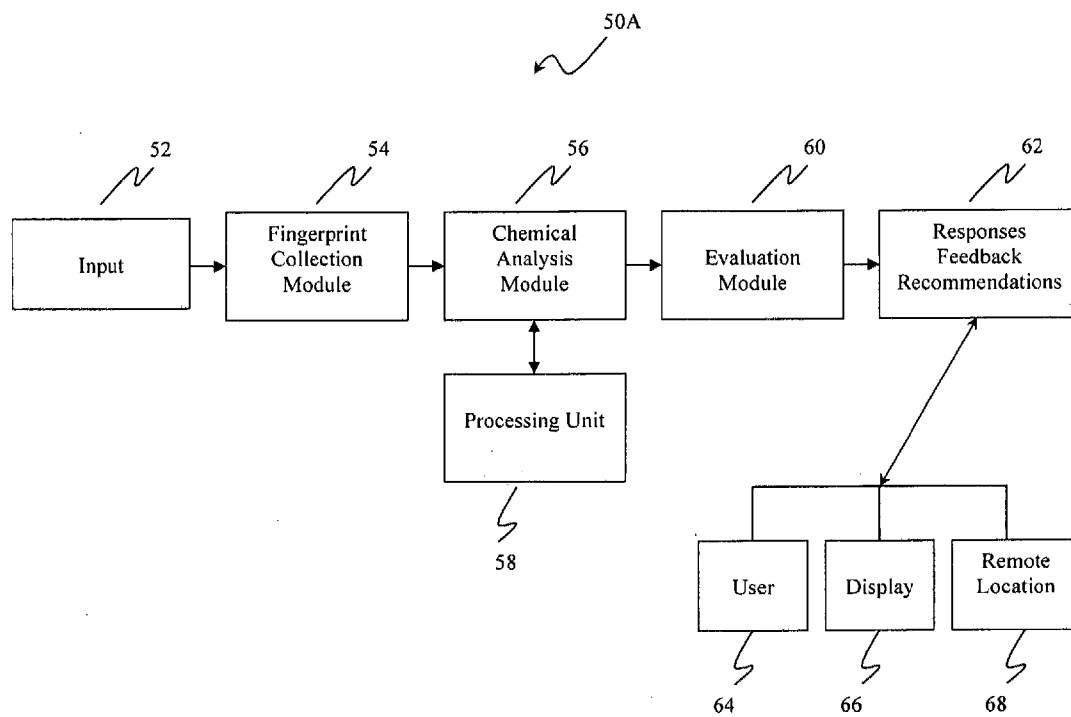 50A
52
54
56
60
62
Input
Fingerprint
Collection
Module
Chemical
Analysis
Module
Evaluation
Module
Responses
Feedback
Recommendations
Processing Unit
58
User
Display
Remote
Location
64
66
68